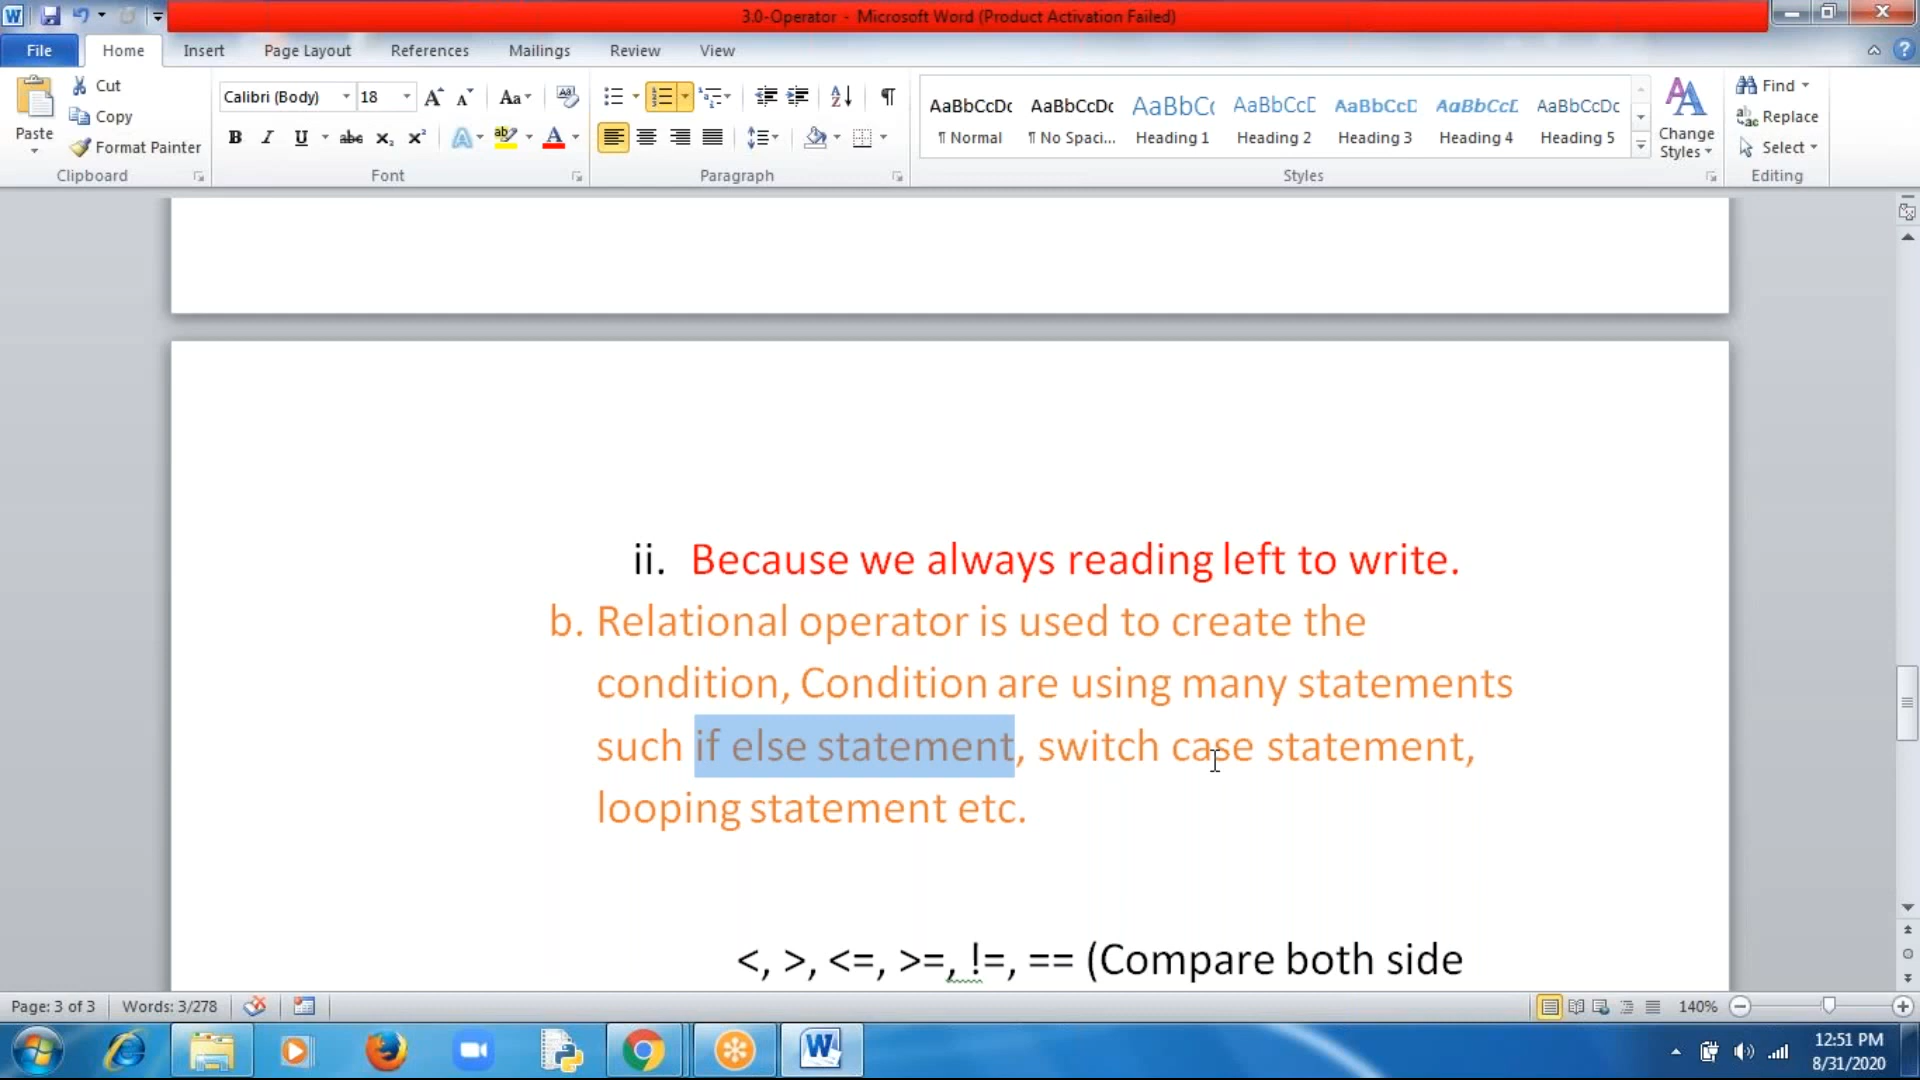 3.0-Operator - Microsoft Word (Product Activation Failed)
File Home Insert Page Layout References Mailings Review View
Paste
Cut
Copy
Format Painter
Clipboard
Calibri (Body) 18
Font
Paragraph
AaBbCcDc AaBbCcDc AaBbC AaBbCcD AaBbCcD AaBbCcD AaBbCcDc
¶ Normal ¶ No Spaci... Heading 1 Heading 2 Heading 3 Heading 4 Heading 5
Change Styles
Styles
Find
Replace
Select
Editing
ii. Because we always reading left to write.
b. Relational operator is used to create the
condition, Condition are using many statements
such if else statement, switch case statement,
looping statement etc.
<, >, <=, >=, !=, == (Compare both side
Page: 3 of 3 Words: 3/278 140%
12:51 PM
8/31/2020